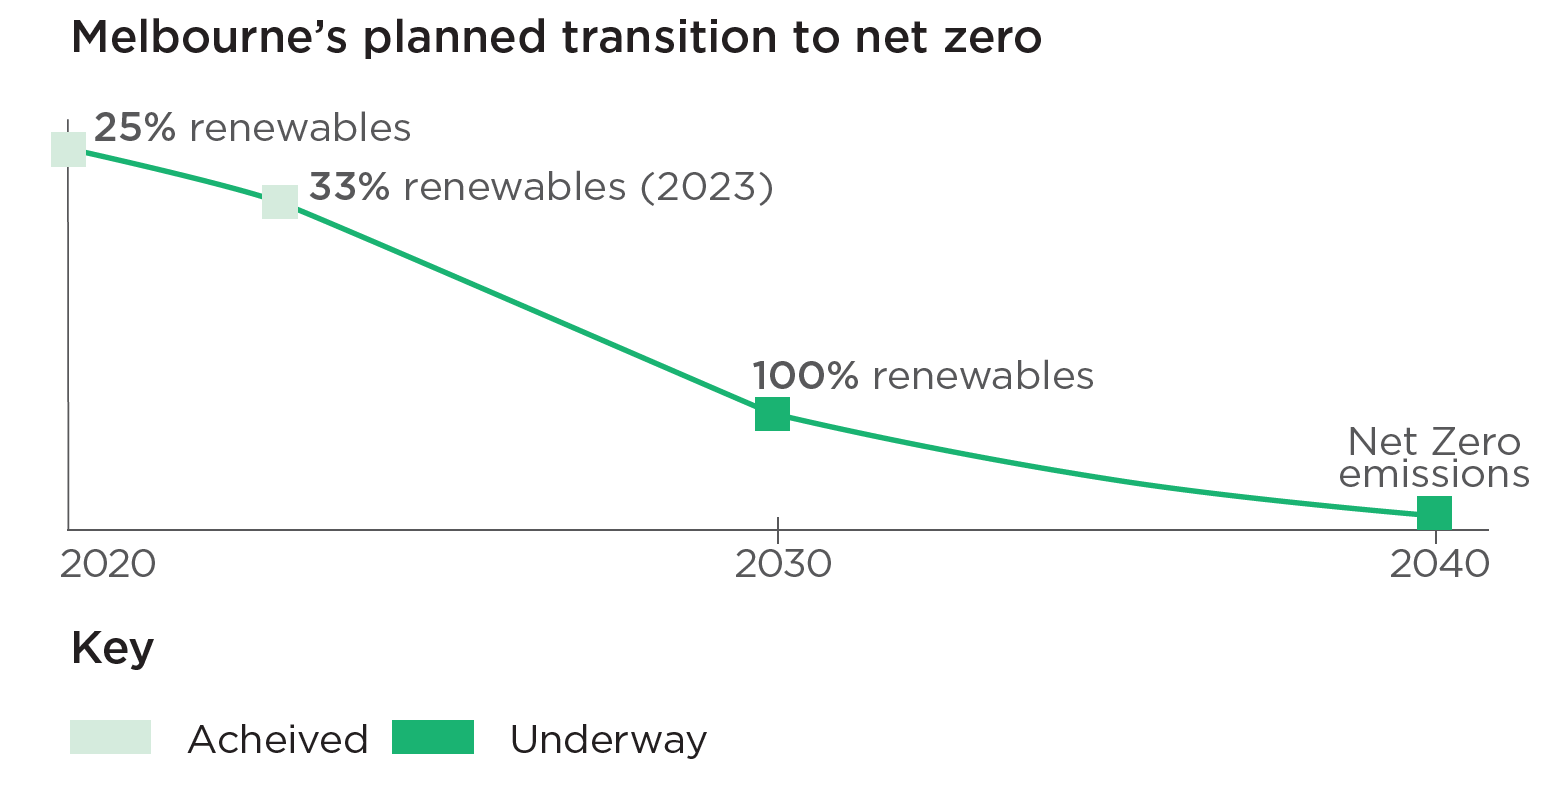 Melbourne’s planned transition to net zero
25% renewables
33% renewables (2023)
100% renewables
Net Zero
emissions
2020
2030
2040
Key
Acheived
Underway